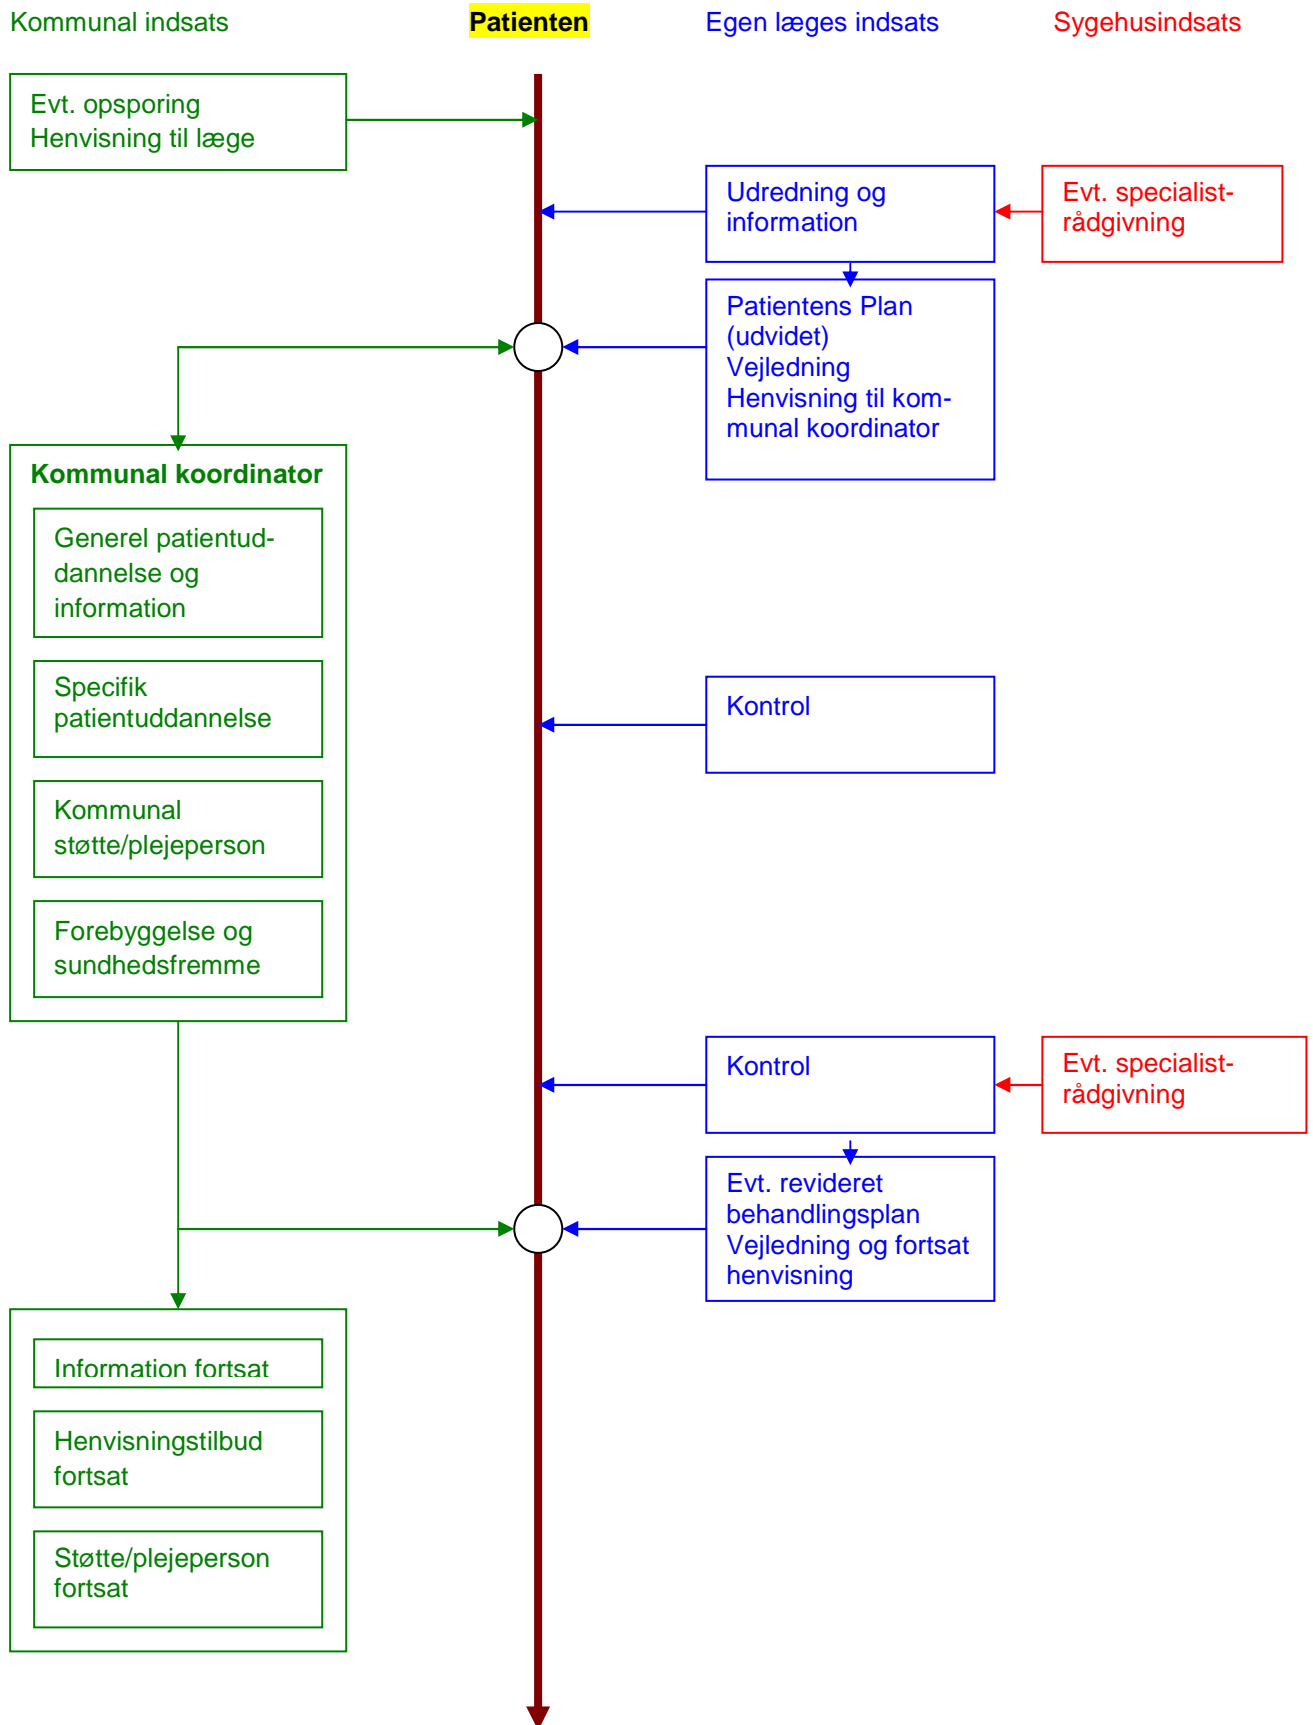 Kommunal indsats
Patienten
Egen læges indsats
Sygehusindsats
Evt. opsporing
Henvisning til læge
Udredning og
information
Evt. specialist-
rådgivning
Patientens Plan
(udvidet)
Vejledning
Henvisning til kom-
munal koordinator
Kommunal koordinator
Generel patientud-
dannelse og
information
Specifik
patientuddannelse
Kontrol
Kommunal
støtte/plejeperson
Forebyggelse og
sundhedsfremme
Kontrol
Evt. specialist-
rådgivning
Evt. revideret
behandlingsplan
Vejledning og fortsat
henvisning
Information fortsat
Henvisningstilbud
fortsat
Støtte/plejeperson
fortsat